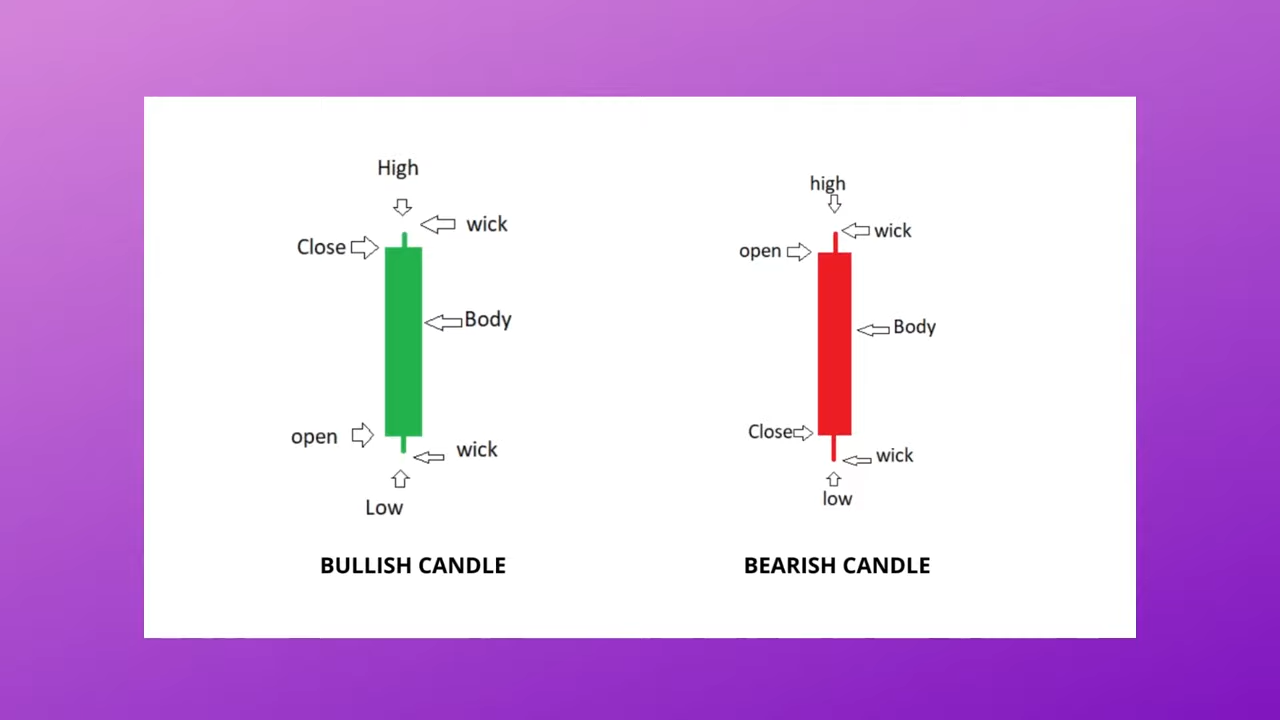 High
wick
Close
Body
open
wick
Low
BULLISH CANDLE
high
wick
open
Body
Close
wick
low
BEARISH CANDLE